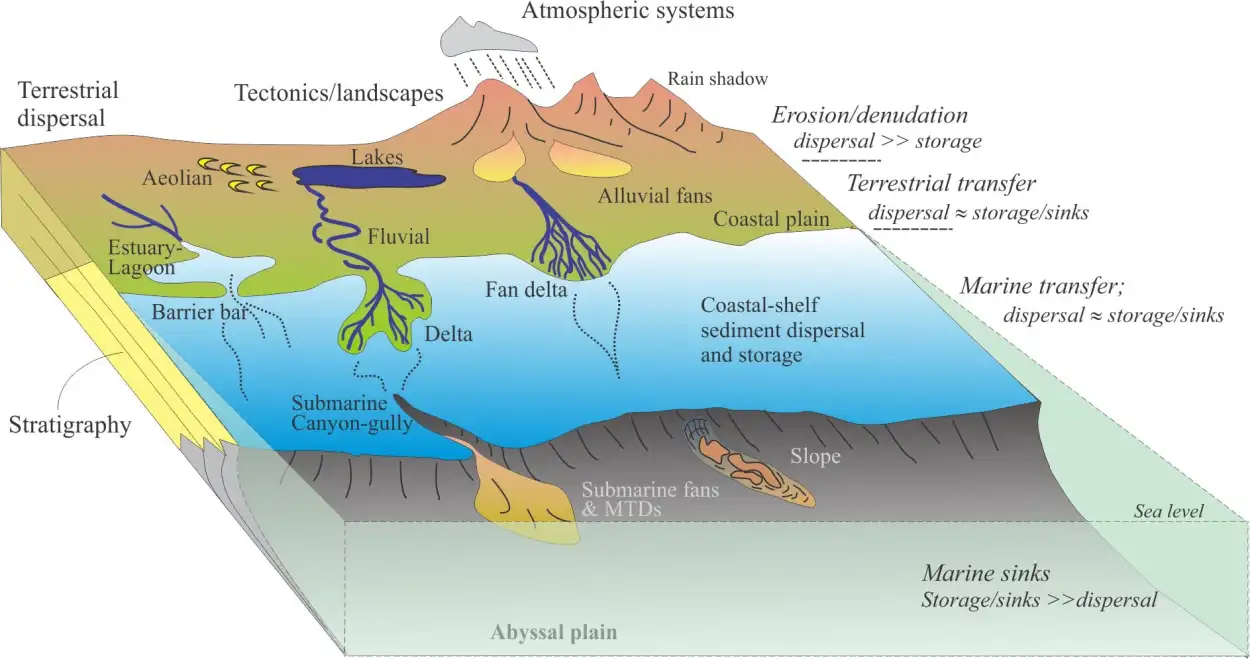 Atmospheric systems
Rain shadow
Terrestrial
dispersal
Tectonics/landscapes
Erosion/denudation
dispersal >> storage
Lakes
Aeolian
Alluvial fans
Terrestrial transfer
dispersal ≈ storage/sinks
Coastal plain
Fluvial
Estuary-
Lagoon
Fan delta
Marine transfer;
dispersal ≈ storage/sinks
Barrier bar
Delta
Coastal-shelf
sediment dispersal
and storage
Stratigraphy
Submarine
Canyon-gully
Slope
Submarine fans
& MTDs
Sea level
Marine sinks
Storage/sinks >>dispersal
Abyssal plain